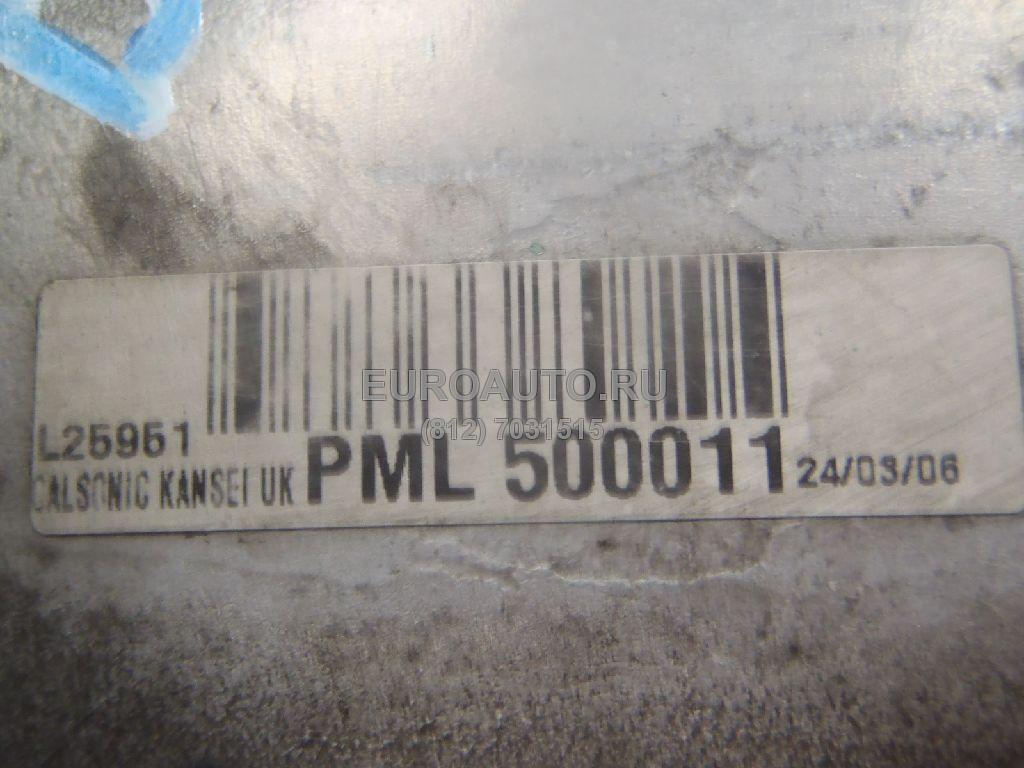 EUROAUTO.RU
(812) 7031515
L25951
CALSONIC KANSEI UK PML 500011 24/03/06